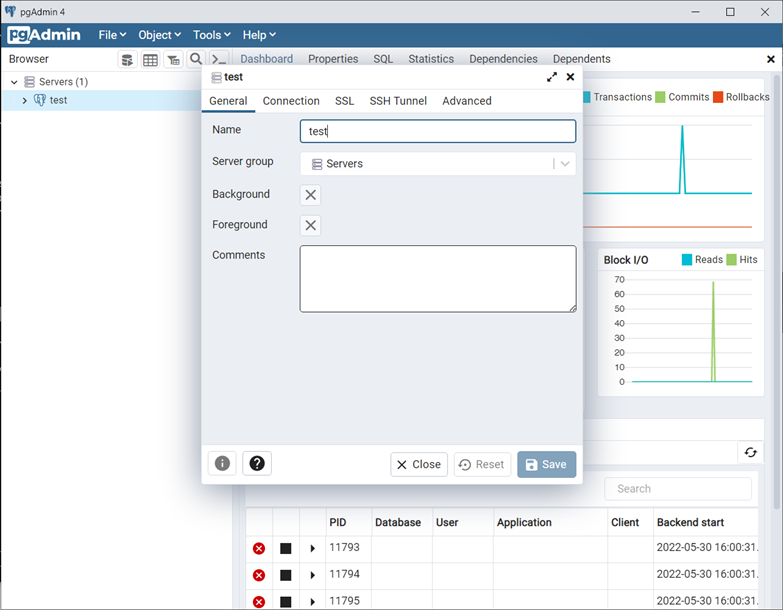 pgAdmin 4
pgAdmin File Object Tools Help
Browser Dashboard Properties SQL Statistics Dependencies Dependents
Servers (1)
test
test
General Connection SSL SSH Tunnel Advanced
Name test
Server group Servers
Background
Foreground
Comments
Close Reset Save
Transactions Commits Rollbacks
Block I/O Reads Hits
70
60
50
40
30
20
10
0
Search
PID Database User Application Client Backend start
11793 2022-05-30 16:00:31.
11794 2022-05-30 16:00:31.
11795 2022-05-30 16:00:31.